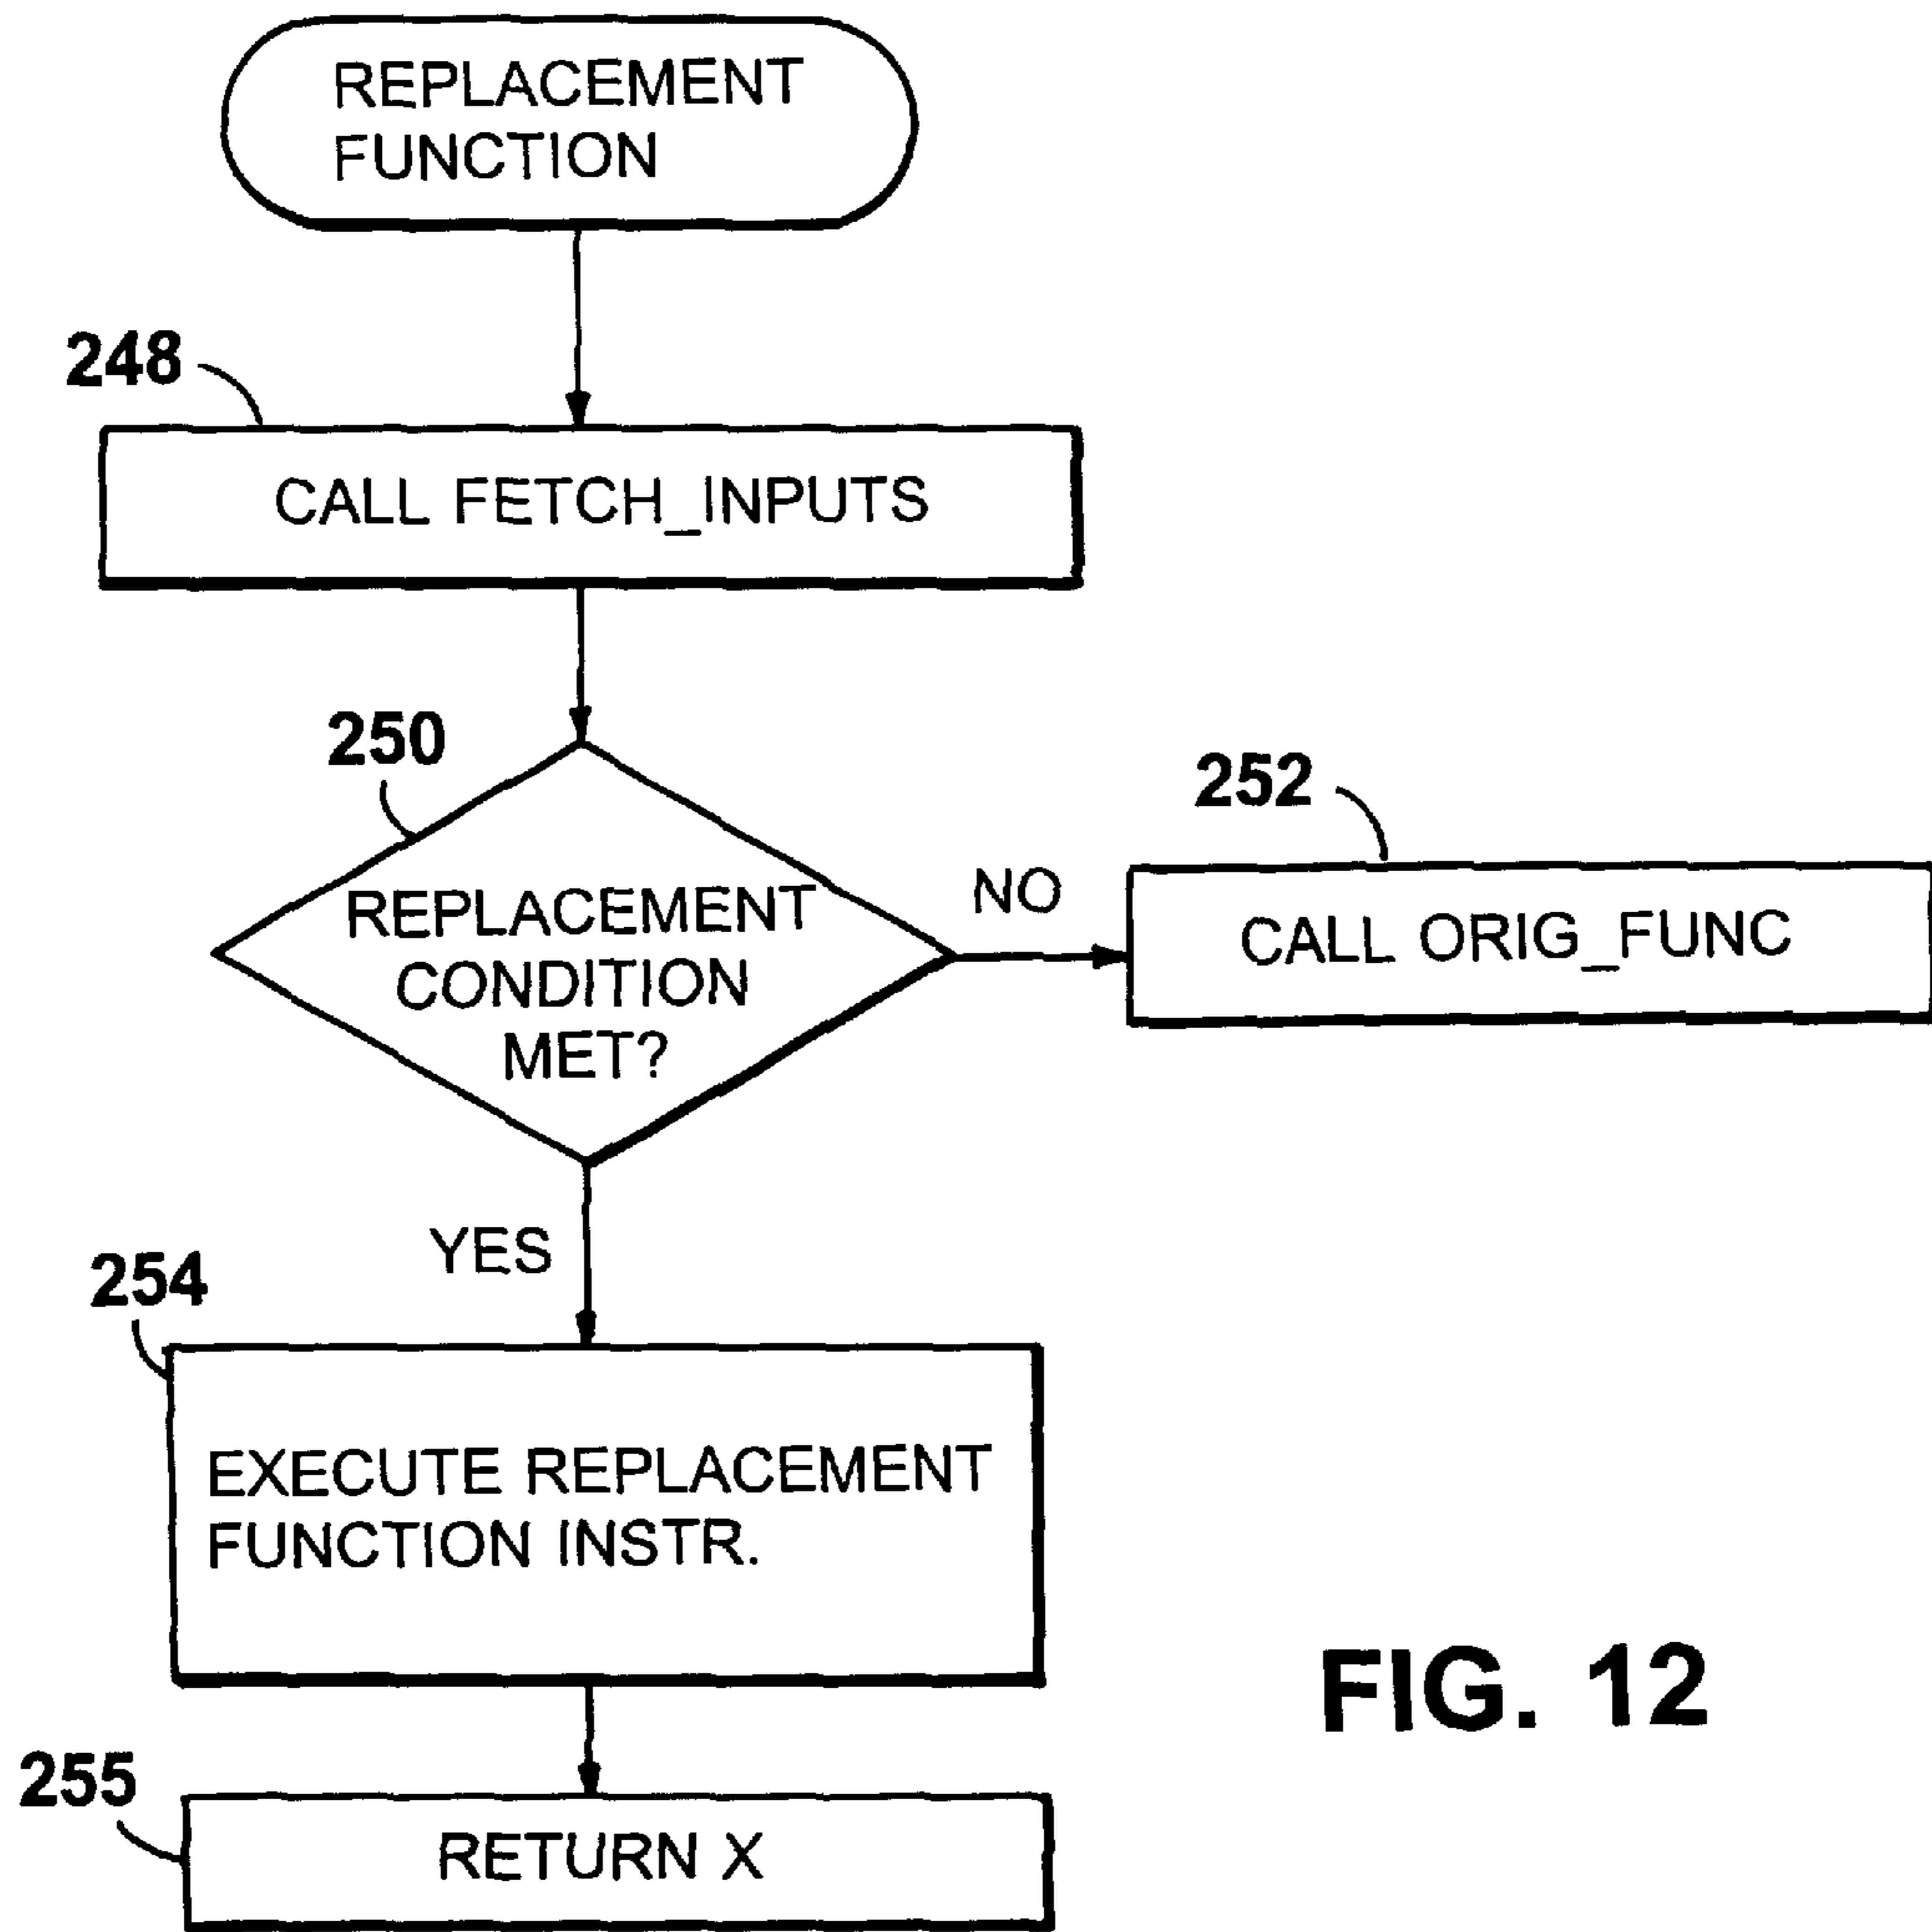 REPLACEMENT
FUNCTION
248
CALL FETCH_INPUTS
250
REPLACEMENT
CONDITION
MET?
NO
252
CALL ORIG_FUNC
YES
254
EXECUTE REPLACEMENT
FUNCTION INSTR.
255
RETURN X
FIG. 12